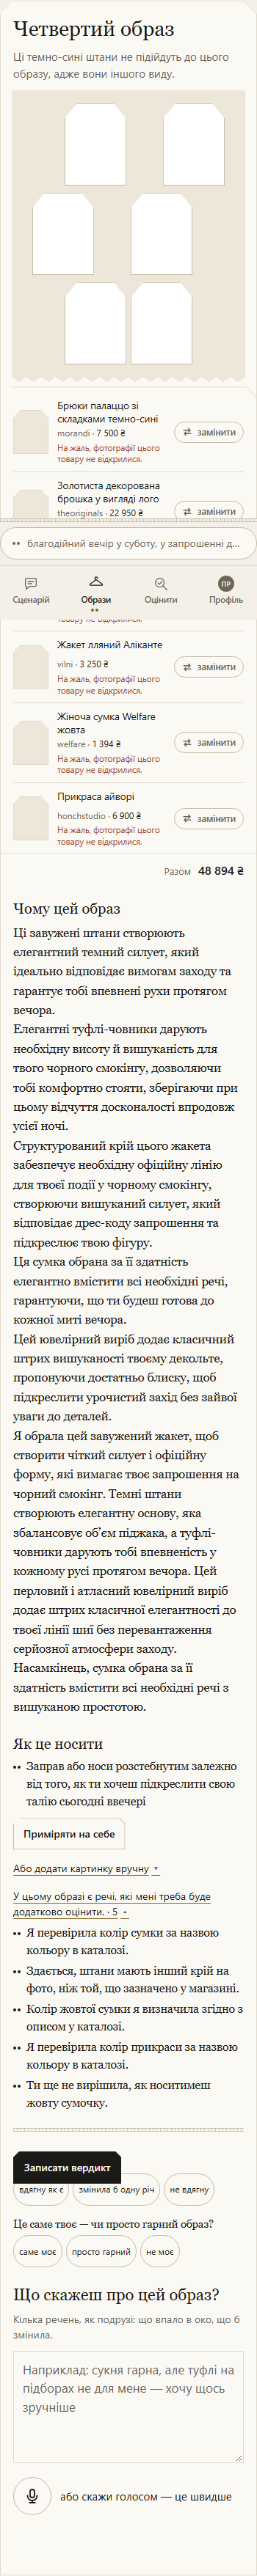 Четвертий образ
Ці темно-сині штани не підійдуть до цього
образу, адже вони іншого виду.
Брюки палаццо зі
складками темно-сині
morandi · 7 500 ₴
На жаль, фотографії цього
товару не відкрилися.
замінити
Золотиста декорована
брошка у вигляді лого
theoriginals · 22 950 ₴
замінити
благодійний вечір у суботу, у запрошенні д...
Сценарій
Образи
Оцінити
ПР
Профіль
товару не відкрилися.
Жакет лляний Аліканте
vilni · 3 250 ₴
На жаль, фотографії цього
товару не відкрилися.
замінити
Жіноча сумка Welfare
жовта
welfare · 1 394 ₴
На жаль, фотографії цього
товару не відкрилися.
замінити
Прикраса айворі
honchstudio · 6 900 ₴
На жаль, фотографії цього
товару не відкрилися.
замінити
Разом 48 894 ₴
Чому цей образ
Ці завужені штани створюють
елегантний темний силует, який
ідеально відповідає вимогам заходу та
гарантує тобі впевнені рухи протягом
вечора.
Елегантні туфлі-човники дарують
необхідну висоту й вишуканість для
твого чорного смокінгу, дозволяючи
тобі комфортно стояти, зберігаючи при
цьому відчуття досконалості впродовж
усієї ночі.
Структурований крій цього жакета
забезпечує необхідну офіційну лінію
для твоєї події у чорному смокінгу,
створюючи вишуканий силует, який
відповідає дрес-коду запрошення та
підкреслює твою фігуру.
Ця сумка обрана за її здатність
елегантно вмістити всі необхідні речі,
гарантуючи, що ти будеш готова до
кожної миті вечора.
Цей ювелірний виріб додає класичний
штрих вишуканості твоєму декольте,
пропонуючи достатньо блиску, щоб
підкреслити урочистий захід без зайвої
уваги до деталей.
Я обрала цей завужений жакет, щоб
створити чіткий силует і офіційну
форму, які вимагає твоє запрошення на
чорний смокінг. Темні штани
створюють елегантну основу, яка
збалансовує об'єм піджака, а туфлі-
човники дарують тобі впевненість у
кожному русі протягом вечора. Цей
перловий і атласний ювелірний виріб
додає штрих класичної елегантності до
твоєї лінії шиї без перевантаження
серйозної атмосфери заходу.
Насамкінець, сумка обрана за її
здатність вмістити всі необхідні речі з
вишуканою простотою.
Як це носити
Заправ або носи розстебнутим залежно
від того, як ти хочеш підкреслити свою
талію сьогодні ввечері
Приміряти на себе
Або додати картинку вручну
У цьому образі є речі, які мені треба буде
додатково оцінити. · 5
Я перевірила колір сумки за назвою
кольору в каталозі.
Здається, штани мають інший крій на
фото, ніж той, що зазначено у магазині.
Колір жовтої сумки я визначила згідно з
описом у каталозі.
Я перевірила колір прикраси за назвою
кольору в каталозі.
Ти ще не вирішила, як носитимеш
жовту сумочку.
Записати вердикт
вдягну як є
змінила б одну річ
не вдягну
Це саме твоє — чи просто гарний образ?
саме моє
просто гарний
не моє
Що скажеш про цей образ?
Кілька речень, як подрузі: що впало в око, що б
змінила.
Наприклад: сукня гарна, але туфлі на
підборах не для мене — хочу щось
зручніше
або скажи голосом — це швидше